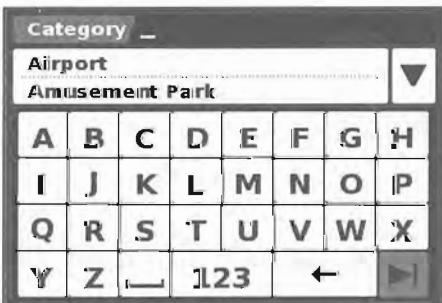 Category _
Airport
Amusement Park
A B C D E F G H
I J K L M N O P
Q R S T U V W X
Y Z 123